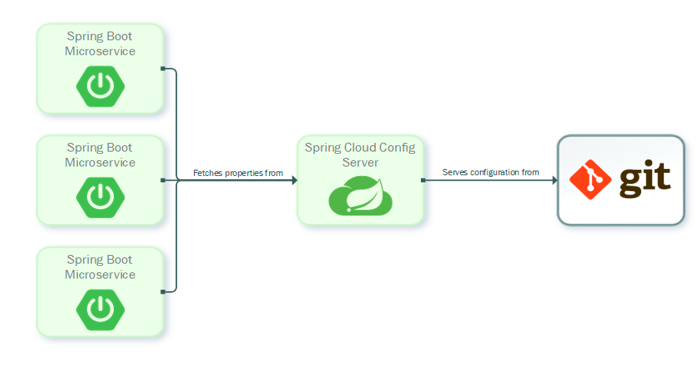 Spring Boot
Microservice
Spring Boot
Microservice
Spring Boot
Microservice
Fetches properties from
Spring Cloud Config
Server
Serves configuration from
git